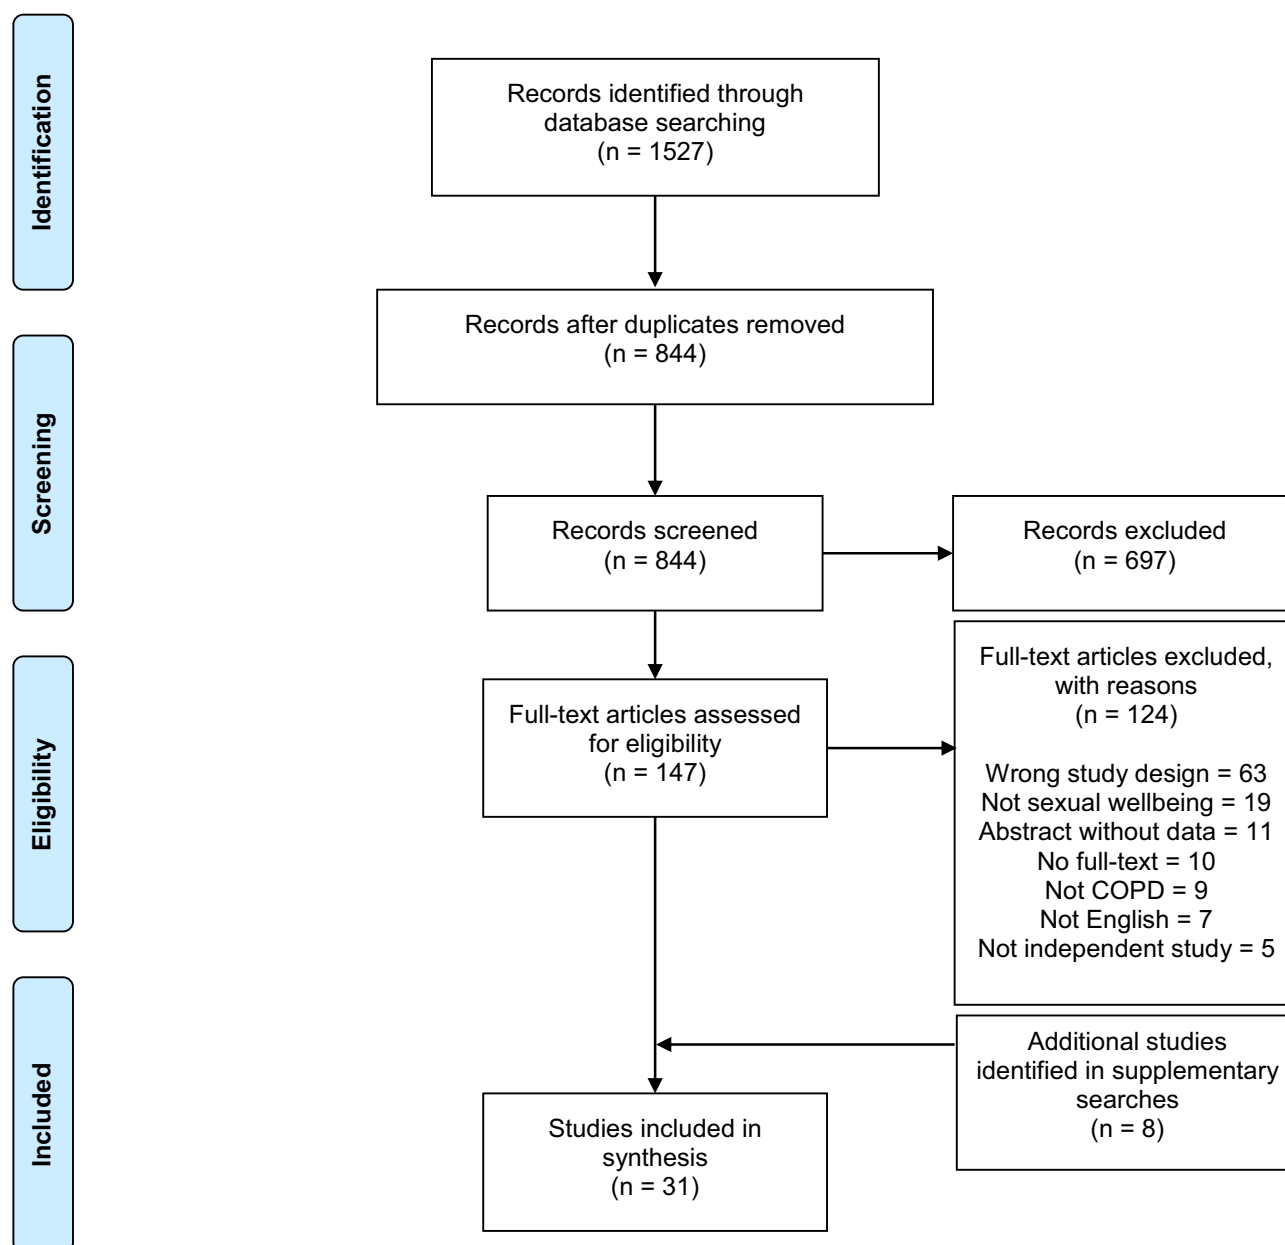 Identification
Records identified through
database searching
(n = 1527)
Records after duplicates removed
(n = 844)
Screening
Records screened
(n = 844)
Records excluded
(n = 697)
Eligibility
Full-text articles assessed
for eligibility
(n = 147)
Full-text articles excluded,
with reasons
(n = 124)
Wrong study design = 63
Not sexual wellbeing = 19
Abstract without data = 11
No full-text = 10
Not COPD = 9
Not English = 7
Not independent study = 5
Included
Additional studies
identified in supplementary
searches
(n = 8)
Studies included in
synthesis
(n = 31)